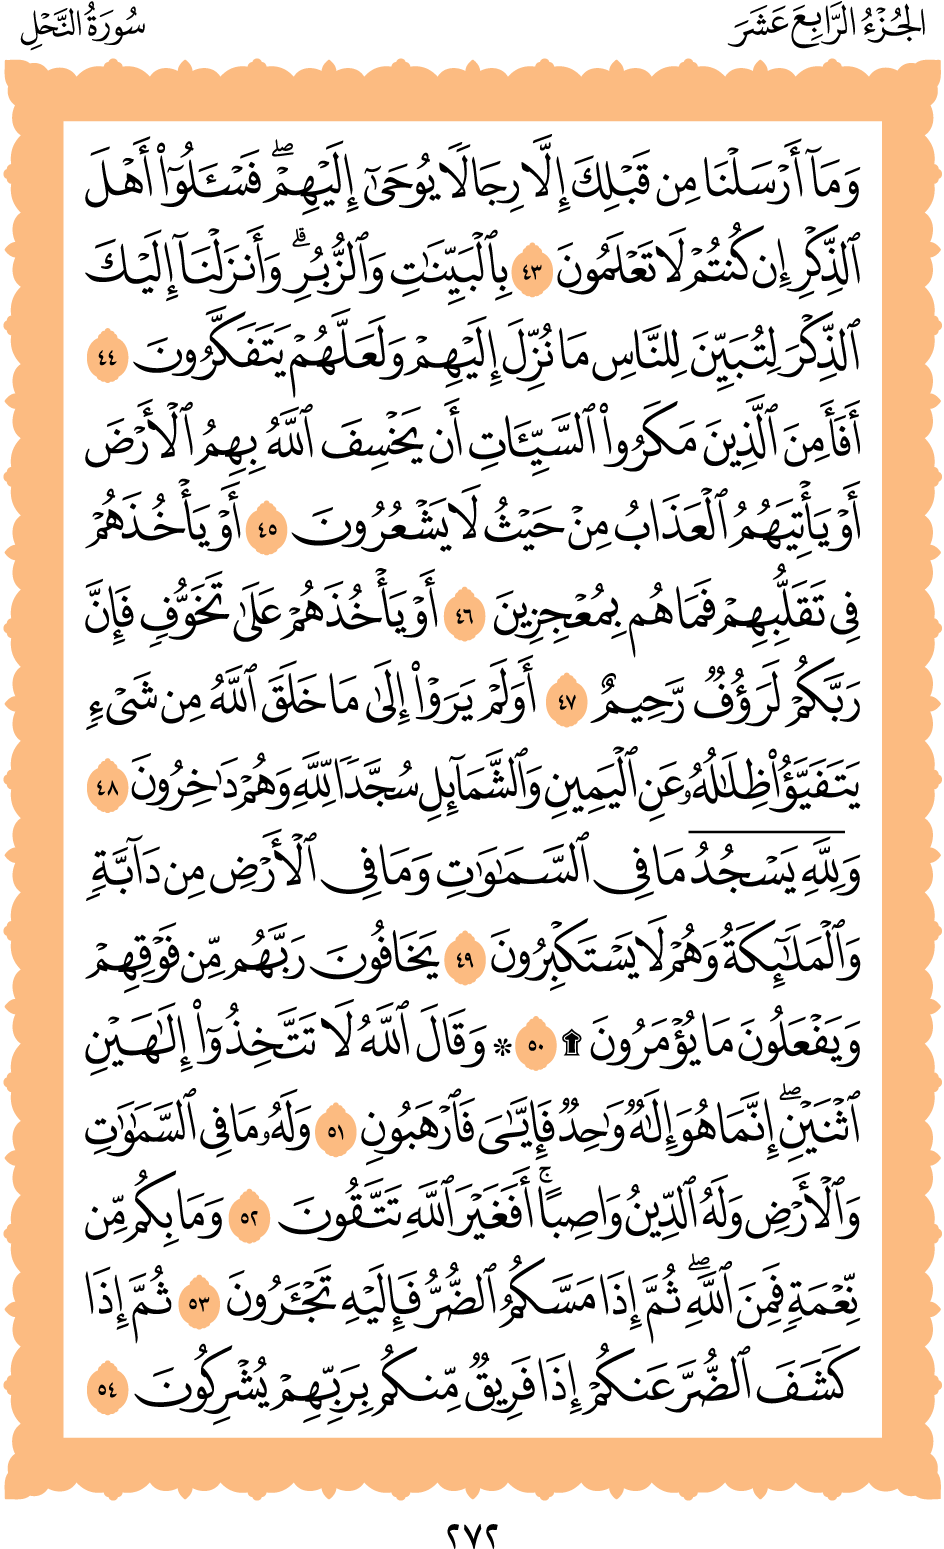 الجُزْءُ الرَّابِعَ عَشَرَ
سُورَةُ النَّحْلِ
وَمَآ أَرۡسَلۡنَا مِن قَبۡلِكَ إِلَّا رِجَالٗا يُوحَىٰٓ إِلَيۡهِمۡۖ فَسۡـَٔلُوٓاْ أَهۡلَ
ٱلذِّكۡرِ إِن كُنتُمۡ لَا تَعۡلَمُونَ ٤٣ بِٱلۡبَيِّنَٰتِ وَٱلزُّبُرِۗ وَأَنزَلۡنَآ إِلَيۡكَ
ٱلذِّكۡرَ لِتُبَيِّنَ لِلنَّاسِ مَا نُزِّلَ إِلَيۡهِمۡ وَلَعَلَّهُمۡ يَتَفَكَّرُونَ ٤٤
أَفَأَمِنَ ٱلَّذِينَ مَكَرُواْ ٱلسَّيِّـَٔاتِ أَن يَخۡسِفَ ٱللَّهُ بِهِمُ ٱلۡأَرۡضَ
أَوۡ يَأۡتِيَهُمُ ٱلۡعَذَابُ مِنۡ حَيۡثُ لَا يَشۡعُرُونَ ٤٥ أَوۡ يَأۡخُذَهُمۡ
فِي تَقَلُّبِهِمۡ فَمَا هُم بِمُعۡجِزِينَ ٤٦ أَوۡ يَأۡخُذَهُمۡ عَلَىٰ تَخَوُّفٖ فَإِنَّ
رَبَّكُمۡ لَرَءُوفٞ رَّحِيمٌ ٤٧ أَوَلَمۡ يَرَوۡاْ إِلَىٰ مَا خَلَقَ ٱللَّهُ مِن شَيۡءٖ
يَتَفَيَّؤُاْ ظِلَٰلُهُۥ عَنِ ٱلۡيَمِينِ وَٱلشَّمَآئِلِ سُجَّدٗا لِّلَّهِ وَهُمۡ دَٰخِرُونَ ٤٨
وَلِلَّهِۤ يَسۡجُدُۤ مَا فِي ٱلسَّمَٰوَٰتِ وَمَا فِي ٱلۡأَرۡضِ مِن دَآبَّةٖ
وَٱلۡمَلَٰٓئِكَةُ وَهُمۡ لَا يَسۡتَكۡبِرُونَ ٤٩ يَخَافُونَ رَبَّهُم مِّن فَوۡقِهِمۡ
وَيَفۡعَلُونَ مَا يُؤۡمَرُونَ۩ ٥٠ ۞ وَقَالَ ٱللَّهُ لَا تَتَّخِذُوٓاْ إِلَٰهَيۡنِ
ٱثۡنَيۡنِۖ إِنَّمَا هُوَ إِلَٰهٞ وَٰحِدٞ فَإِيَّٰيَ فَٱرۡهَبُونِ ٥١ وَلَهُۥ مَا فِي ٱلسَّمَٰوَٰتِ
وَٱلۡأَرۡضِ وَلَهُ ٱلدِّينُ وَاصِبًاۚ أَفَغَيۡرَ ٱللَّهِ تَتَّقُونَ ٥٢ وَمَا بِكُم مِّن
نِّعۡمَةٖ فَمِنَ ٱللَّهِۖ ثُمَّ إِذَا مَسَّكُمُ ٱلضُّرُّ فَإِلَيۡهِ تَجۡـَٔرُونَ ٥٣ ثُمَّ إِذَا
كَشَفَ ٱلضُّرَّ عَنكُمۡ إِذَا فَرِيقٞ مِّنكُم بِرَبِّهِمۡ يُشۡرِكُونَ ٥٤
٢٧٢